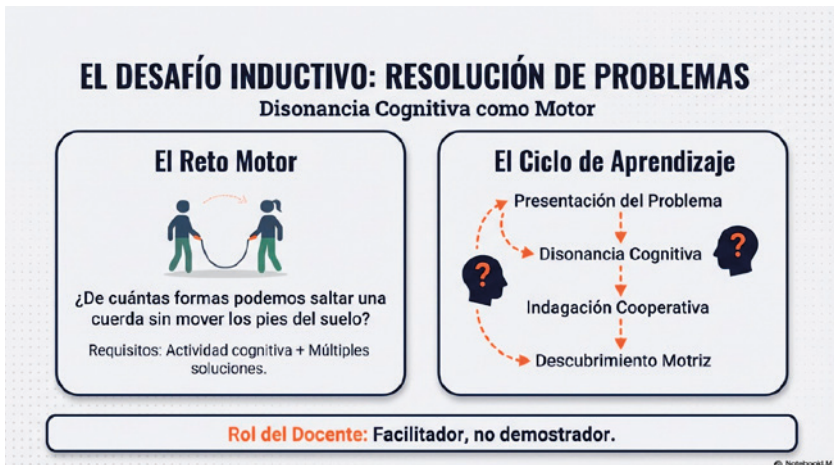 EL DESAFÍO INDUCTIVO: RESOLUCIÓN DE PROBLEMAS
Disonancia Cognitiva como Motor
El Reto Motor
¿De cuántas formas podemos saltar una
cuerda sin mover los pies del suelo?
Requisitos: Actividad cognitiva + Múltiples
soluciones.
El Ciclo de Aprendizaje
Presentación del Problema
?
Disonancia Cognitiva
?
Indagación Cooperativa
Descubrimiento Motriz
Rol del Docente: Facilitador, no demostrador.